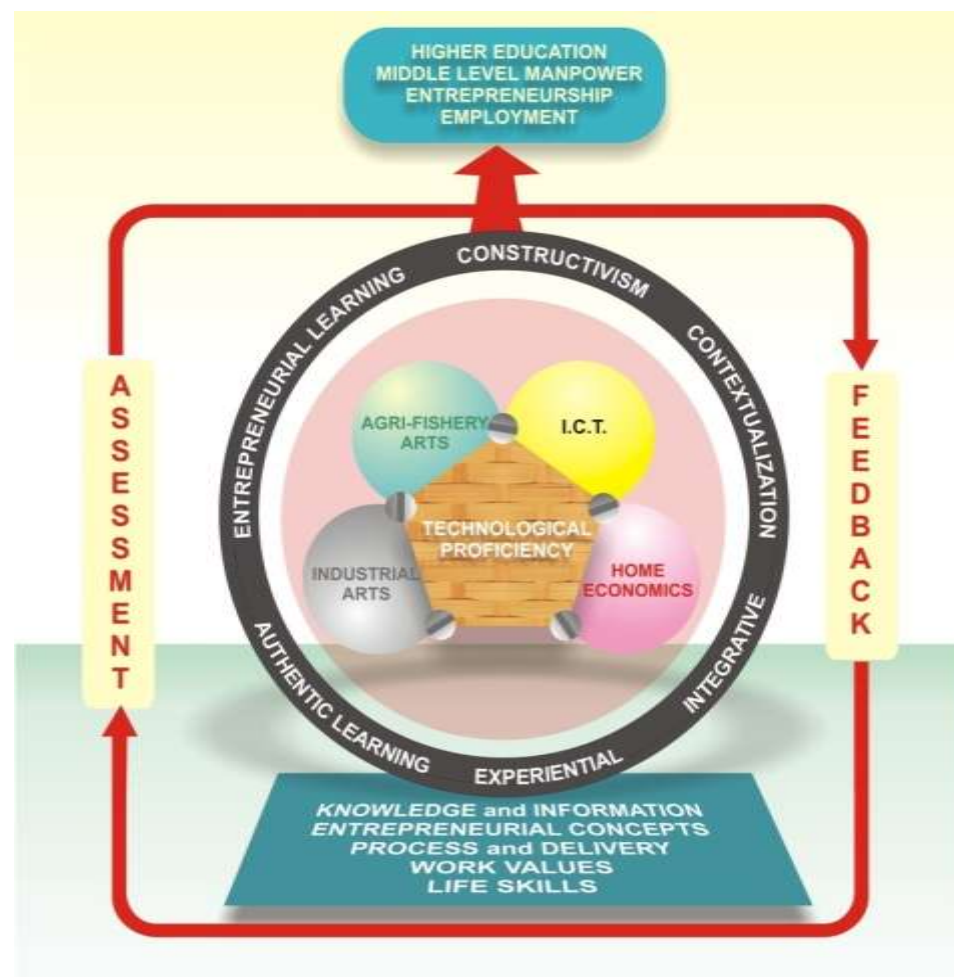 HIGHER EDUCATION
MIDDLE LEVEL MANPOWER
ENTREPRENEURSHIP
EMPLOYMENT
CONSTRUCTIVISM
ENTREPRENEURIAL LEARNING
CONTEXTUALIZATION
ASSESSMENT
FEEDBACK
AGRI-FISHERY
ARTS
I.C.T.
TECHNOLOGICAL
PROFICIENCY
INDUSTRIAL
ARTS
HOME
ECONOMICS
AUTHENTIC LEARNING
INTEGRATIVE
EXPERIENTIAL
KNOWLEDGE and INFORMATION
ENTREPRENEURIAL CONCEPTS
PROCESS and DELIVERY
WORK VALUES
LIFE SKILLS